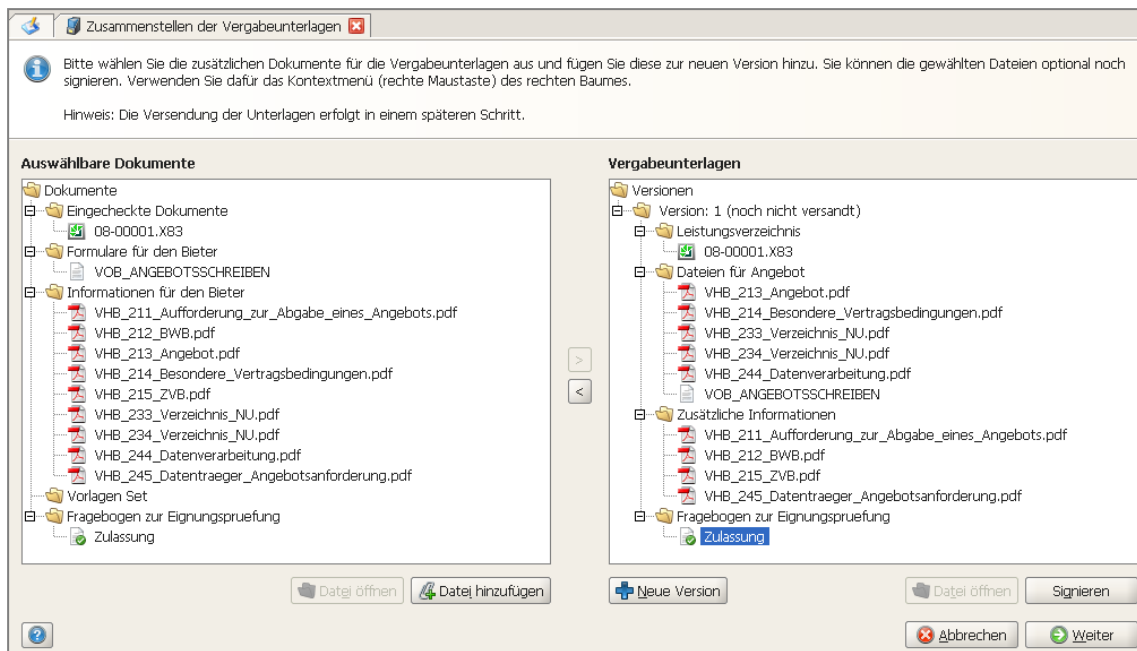 Zusammenstellen der Vergabeunterlagen
Bitte wählen Sie die zusätzlichen Dokumente für die Vergabeunterlagen aus und fügen Sie diese zur neuen Version hinzu. Sie können die gewählten Dateien optional noch
signieren. Verwenden Sie dafür das Kontextmenü (rechte Maustaste) des rechten Baumes.
Hinweis: Die Versendung der Unterlagen erfolgt in einem späteren Schritt.
Auswählbare Dokumente
Dokumente
Eingecheckte Dokumente
08-00001.X83
Formulare für den Bieter
VOB_ANGEBOTSSCHREIBEN
Informationen für den Bieter
VHB_211_Aufforderung_zur_Abgabe_eines_Angebots.pdf
VHB_212_BWB.pdf
VHB_213_Angebot.pdf
VHB_214_Besondere_Vertragsbedingungen.pdf
VHB_215_ZVB.pdf
VHB_233_Verzeichnis_NU.pdf
VHB_234_Verzeichnis_NU.pdf
VHB_244_Datenverarbeitung.pdf
VHB_245_Datentraeger_Angebotsanforderung.pdf
Vorlagen Set
Fragebogen zur Eignungspruefung
Zulassung
Datei öffnen
Datei hinzufügen
>
<
Vergabeunterlagen
Versionen
Version: 1 (noch nicht versandt)
Leistungsverzeichnis
08-00001.X83
Dateien für Angebot
VHB_213_Angebot.pdf
VHB_214_Besondere_Vertragsbedingungen.pdf
VHB_233_Verzeichnis_NU.pdf
VHB_234_Verzeichnis_NU.pdf
VHB_244_Datenverarbeitung.pdf
VOB_ANGEBOTSSCHREIBEN
Zusätzliche Informationen
VHB_211_Aufforderung_zur_Abgabe_eines_Angebots.pdf
VHB_212_BWB.pdf
VHB_215_ZVB.pdf
VHB_245_Datentraeger_Angebotsanforderung.pdf
Fragebogen zur Eignungspruefung
Zulassung
Neue Version
Datei öffnen
Signieren
Abbrechen
Weiter